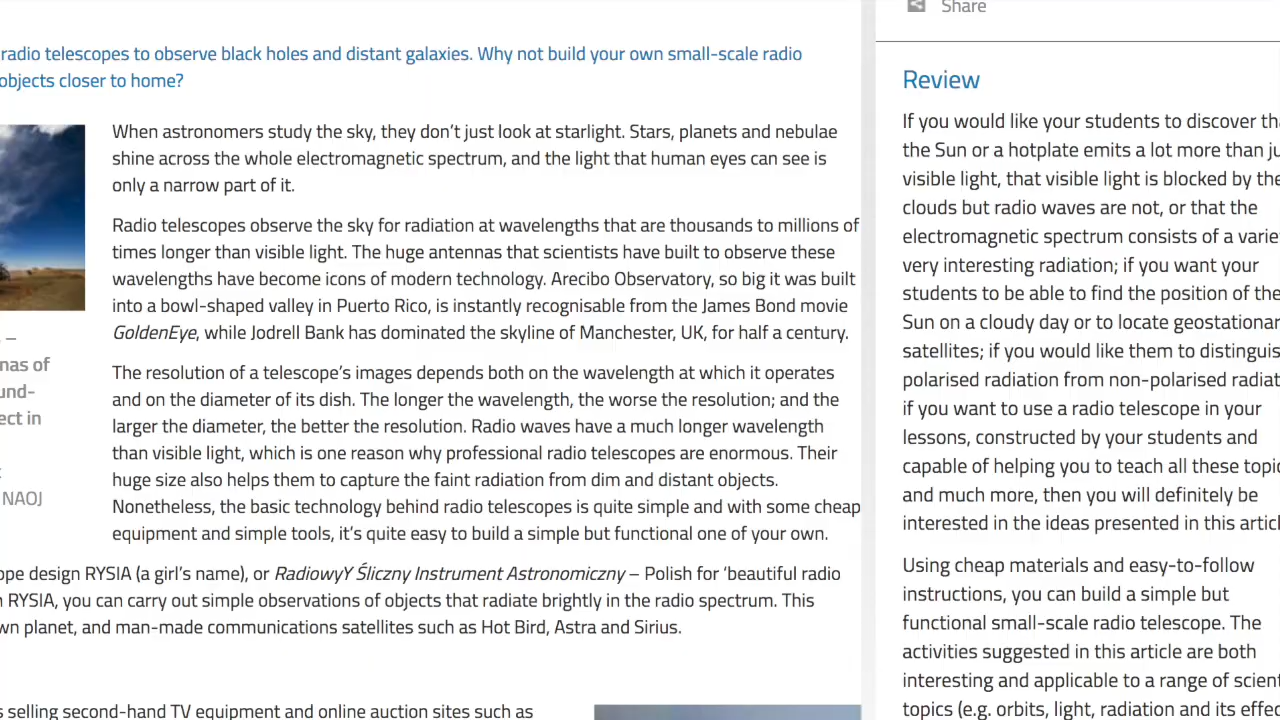 radio telescopes to observe black holes and distant galaxies. Why not build your own small-scale radio
objects closer to home?
When astronomers study the sky, they don’t just look at starlight. Stars, planets and nebulae
shine across the whole electromagnetic spectrum, and the light that human eyes can see is
only a narrow part of it.
Radio telescopes observe the sky for radiation at wavelengths that are thousands to millions of
times longer than visible light. The huge antennas that scientists have built to observe these
wavelengths have become icons of modern technology. Arecibo Observatory, so big it was built
into a bowl-shaped valley in Puerto Rico, is instantly recognisable from the James Bond movie
GoldenEye, while Jodrell Bank has dominated the skyline of Manchester, UK, for half a century.
–
nas of
und-
ect in
NAOJ
The resolution of a telescope’s images depends both on the wavelength at which it operates
and on the diameter of its dish. The longer the wavelength, the worse the resolution; and the
larger the diameter, the better the resolution. Radio waves have a much longer wavelength
than visible light, which is one reason why professional radio telescopes are enormous. Their
huge size also helps them to capture the faint radiation from dim and distant objects.
Nonetheless, the basic technology behind radio telescopes is quite simple and with some cheap
equipment and simple tools, it’s quite easy to build a simple but functional one of your own.
ope design RYSIA (a girl’s name), or RadiowyY Śliczny Instrument Astronomiczny – Polish for ‘beautiful radio
n RYSIA, you can carry out simple observations of objects that radiate brightly in the radio spectrum. This
wn planet, and man-made communications satellites such as Hot Bird, Astra and Sirius.
s selling second-hand TV equipment and online auction sites such as
Share
Review
If you would like your students to discover tha
the Sun or a hotplate emits a lot more than ju
visible light, that visible light is blocked by the
clouds but radio waves are not, or that the
electromagnetic spectrum consists of a varie
very interesting radiation; if you want your
students to be able to find the position of the
Sun on a cloudy day or to locate geostationar
satellites; if you would like them to distinguis
polarised radiation from non-polarised radiat
if you want to use a radio telescope in your
lessons, constructed by your students and
capable of helping you to teach all these topic
and much more, then you will definitely be
interested in the ideas presented in this articl
Using cheap materials and easy-to-follow
instructions, you can build a simple but
functional small-scale radio telescope. The
activities suggested in this article are both
interesting and applicable to a range of scien
topics (e.g. orbits, light, radiation and its effec